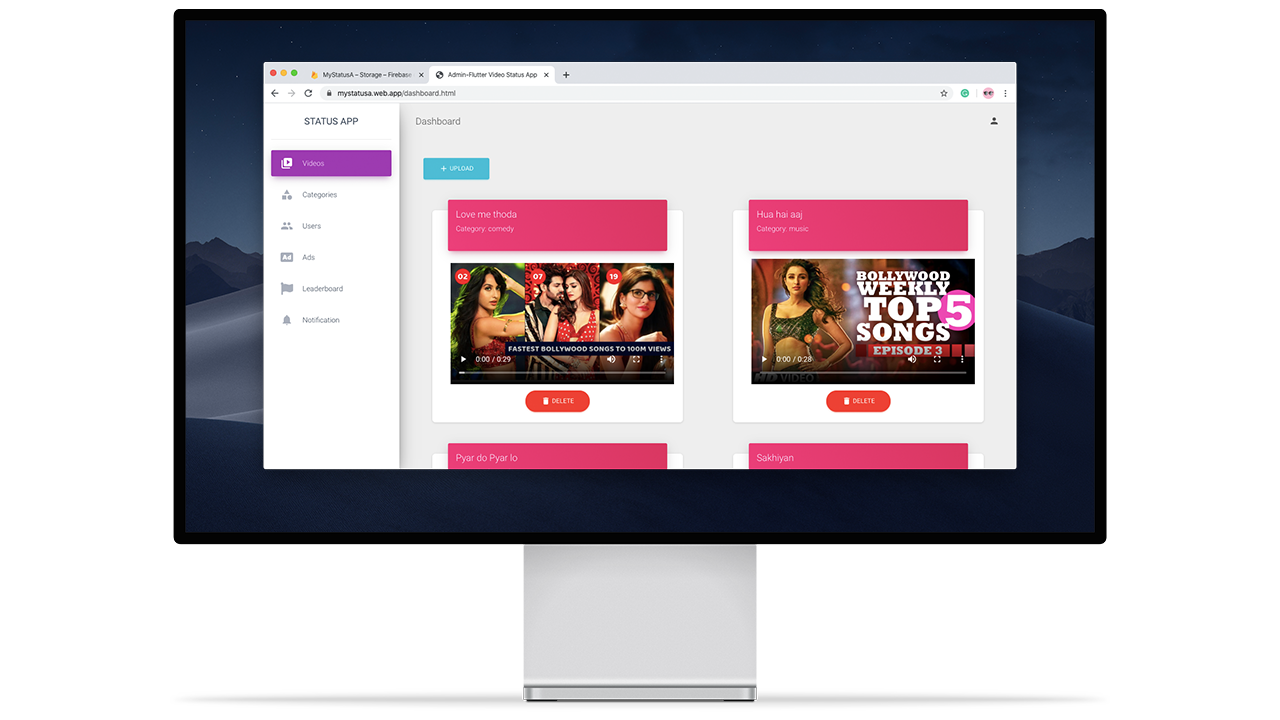 MyStatusA – Storage – Firebase
Admin-Flutter Video Status App
mystatusa.web.app/dashboard.html
STATUS APP
Dashboard
Videos
Categories
Users
Ad
Ads
Leaderboard
Notification
+ UPLOAD
Love me thoda
Category: comedy
02
07
19
FASTEST BOLLYWOOD SONGS TO 100M VIEWS
0:00 / 0:29
DELETE
Hua hai aaj
Category: music
BOLLYWOOD
WEEKLY
TOP 5
SONGS
EPISODE 3
0:00 / 0:28
HD VIDEO
DELETE
Pyar do Pyar lo
Sakhiyan